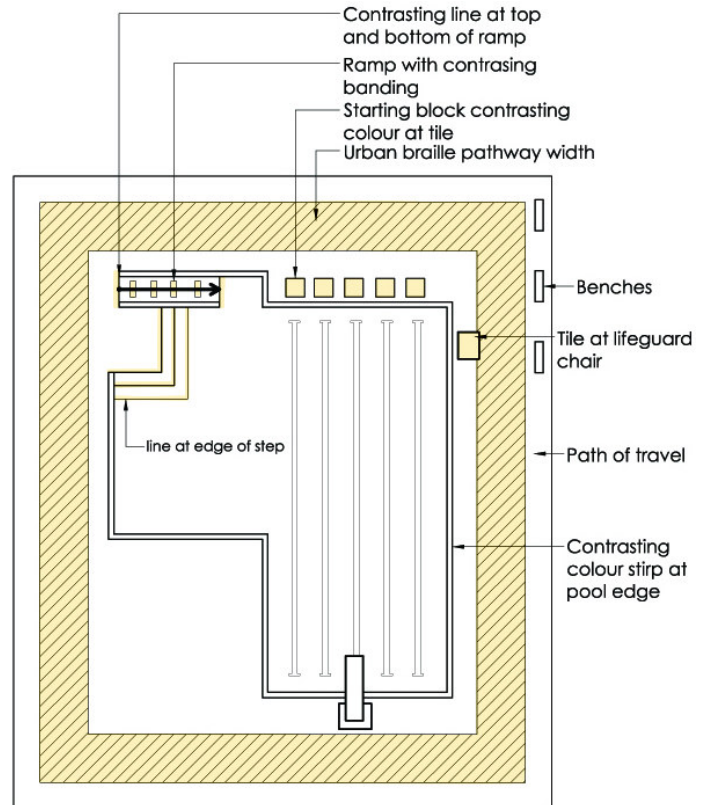 Contrasting line at top
and bottom of ramp
Ramp with contrasing
banding
Starting block contrasting
colour at tile
Urban braille pathway width
Benches
Tile at lifeguard
chair
line at edge of step
Path of travel
Contrasting
colour stirp at
pool edge